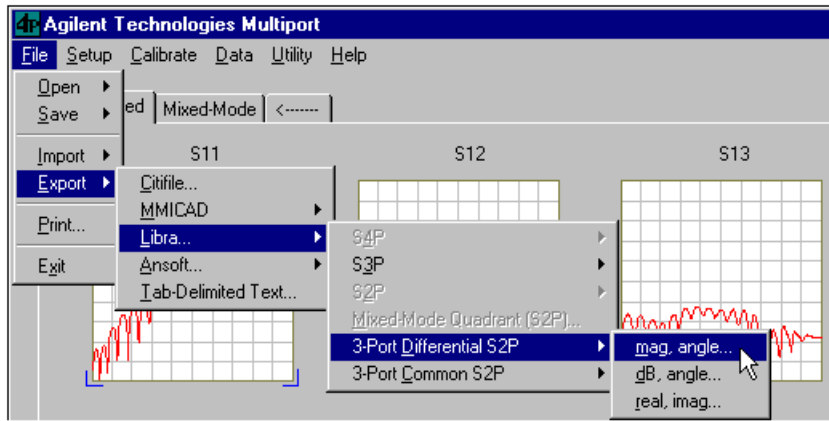 4P Agilent Technologies Multiport
File Setup Calibrate Data Utility Help
Open
Save
Import
Export
Print...
Exit
ed Mixed-Mode <-------
S11 S12 S13
Citifile...
MMICAD
Libra...
Ansoft...
Tab-Delimited Text...
S4P
S3P
S2P
Mixed-Mode Quadrant (S2P)...
3-Port Differential S2P
3-Port Common S2P
mag, angle...
dB, angle...
real, imag...